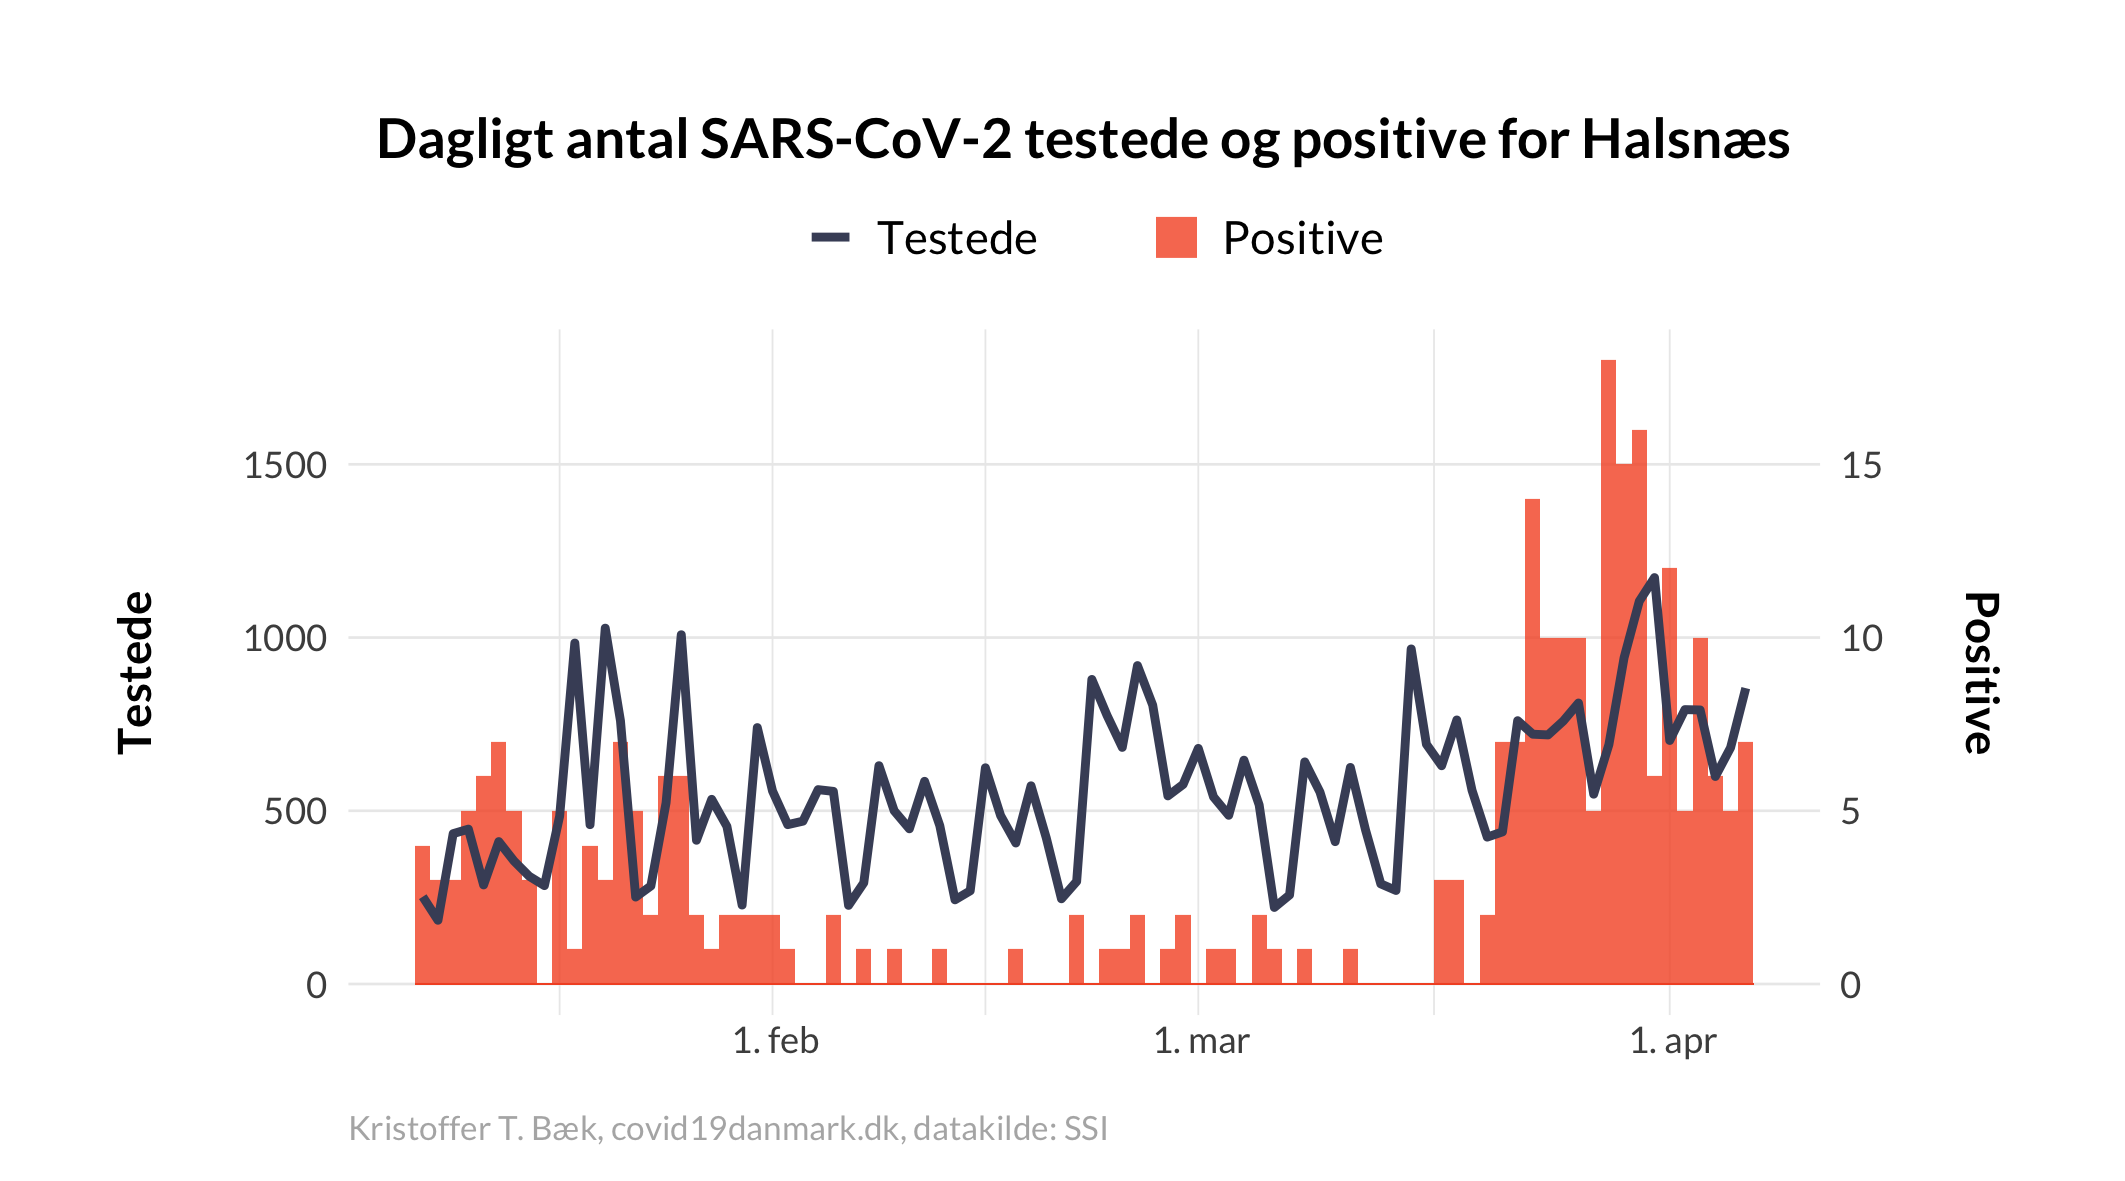 Dagligt antal SARS-CoV-2 testede og positive for Halsnæs
Testede
Positive
1500
15
1000
10
500
5
0
0
Testede
Positive
1. feb
1. mar
1. apr
Kristoffer T. Bæk, covid19danmark.dk, datakilde: SSI